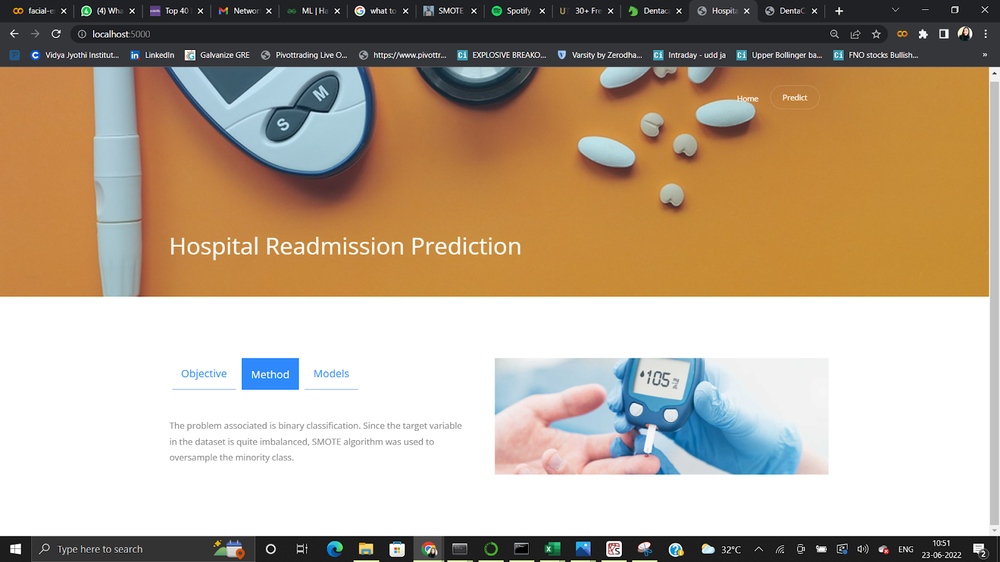 facial-e
(4) Wha
Top 40
Networ
ML | Ha
what to
SMOTE
Spotify
30+ Fre
Dentaca
Hospita
DentaC
localhost:5000
Vidya Jyothi Institut...
LinkedIn
Galvanize GRE
Pivottrading Live O...
https://www.pivottr...
EXPLOSIVE BREAKO...
Varsity by Zerodha...
Intraday - udd ja
Upper Bollinger ba...
FNO stocks Bullish...
»
M
S
Home
Predict
Hospital Readmission Prediction
Objective
Method
Models
105 mg/dL
The problem associated is binary classification. Since the target variable
in the dataset is quite imbalanced, SMOTE algorithm was used to
oversample the minority class.
Type here to search
32°C
ENG
10:51
23-06-2022
2